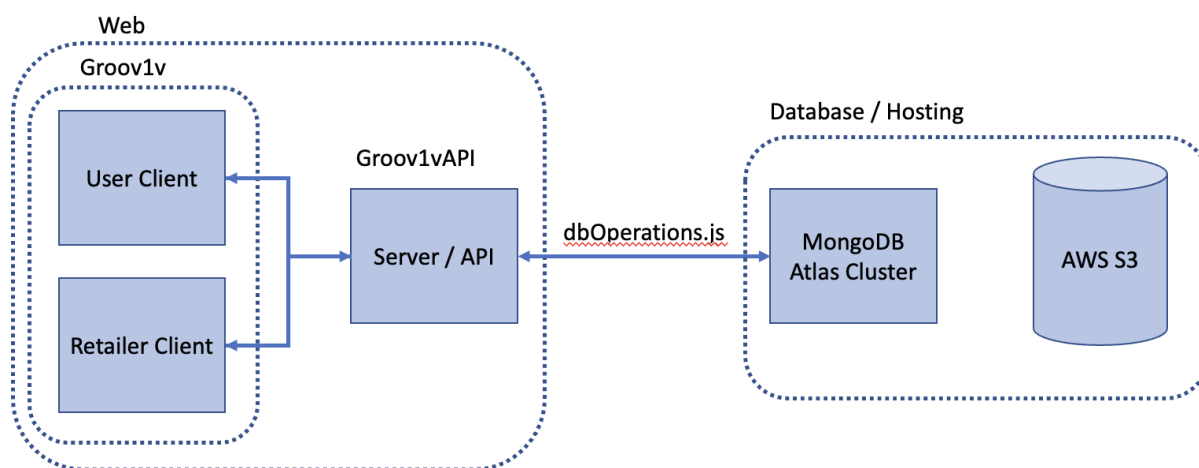 Web
Groov1v
User Client
Retailer Client
Groov1vAPI
Server / API
dbOperations.js
Database / Hosting
MongoDB
Atlas Cluster
AWS S3